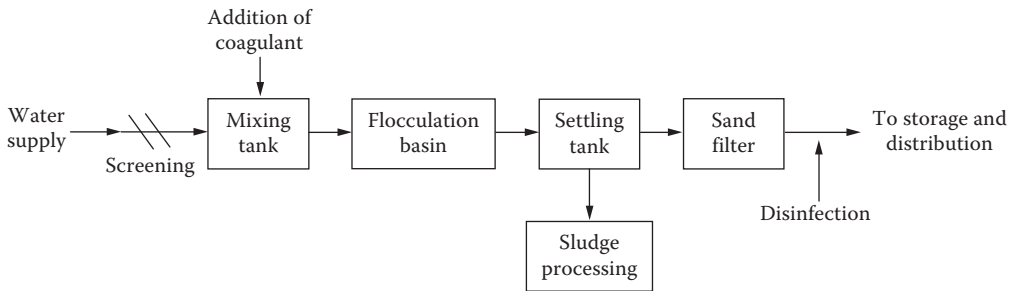 Addition of
coagulant
Water
supply
Screening
Mixing
tank
Flocculation
basin
Settling
tank
Sand
filter
To storage and
distribution
Disinfection
Sludge
processing